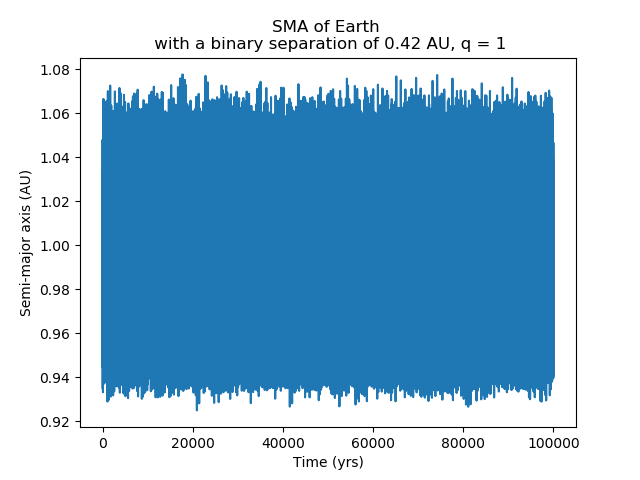 SMA of Earth
with a binary separation of 0.42 AU, q = 1
1.08
1.06
1.04
1.02
1.00
0.98
0.96
0.94
0.92
Semi-major axis (AU)
0 20000 40000 60000 80000 100000
Time (yrs)